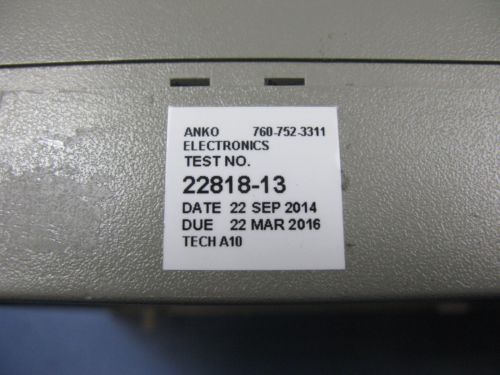 ANKO 760-752-3311
ELECTRONICS
TEST NO.
22818-13
DATE 22 SEP 2014
DUE 22 MAR 2016
TECH A10